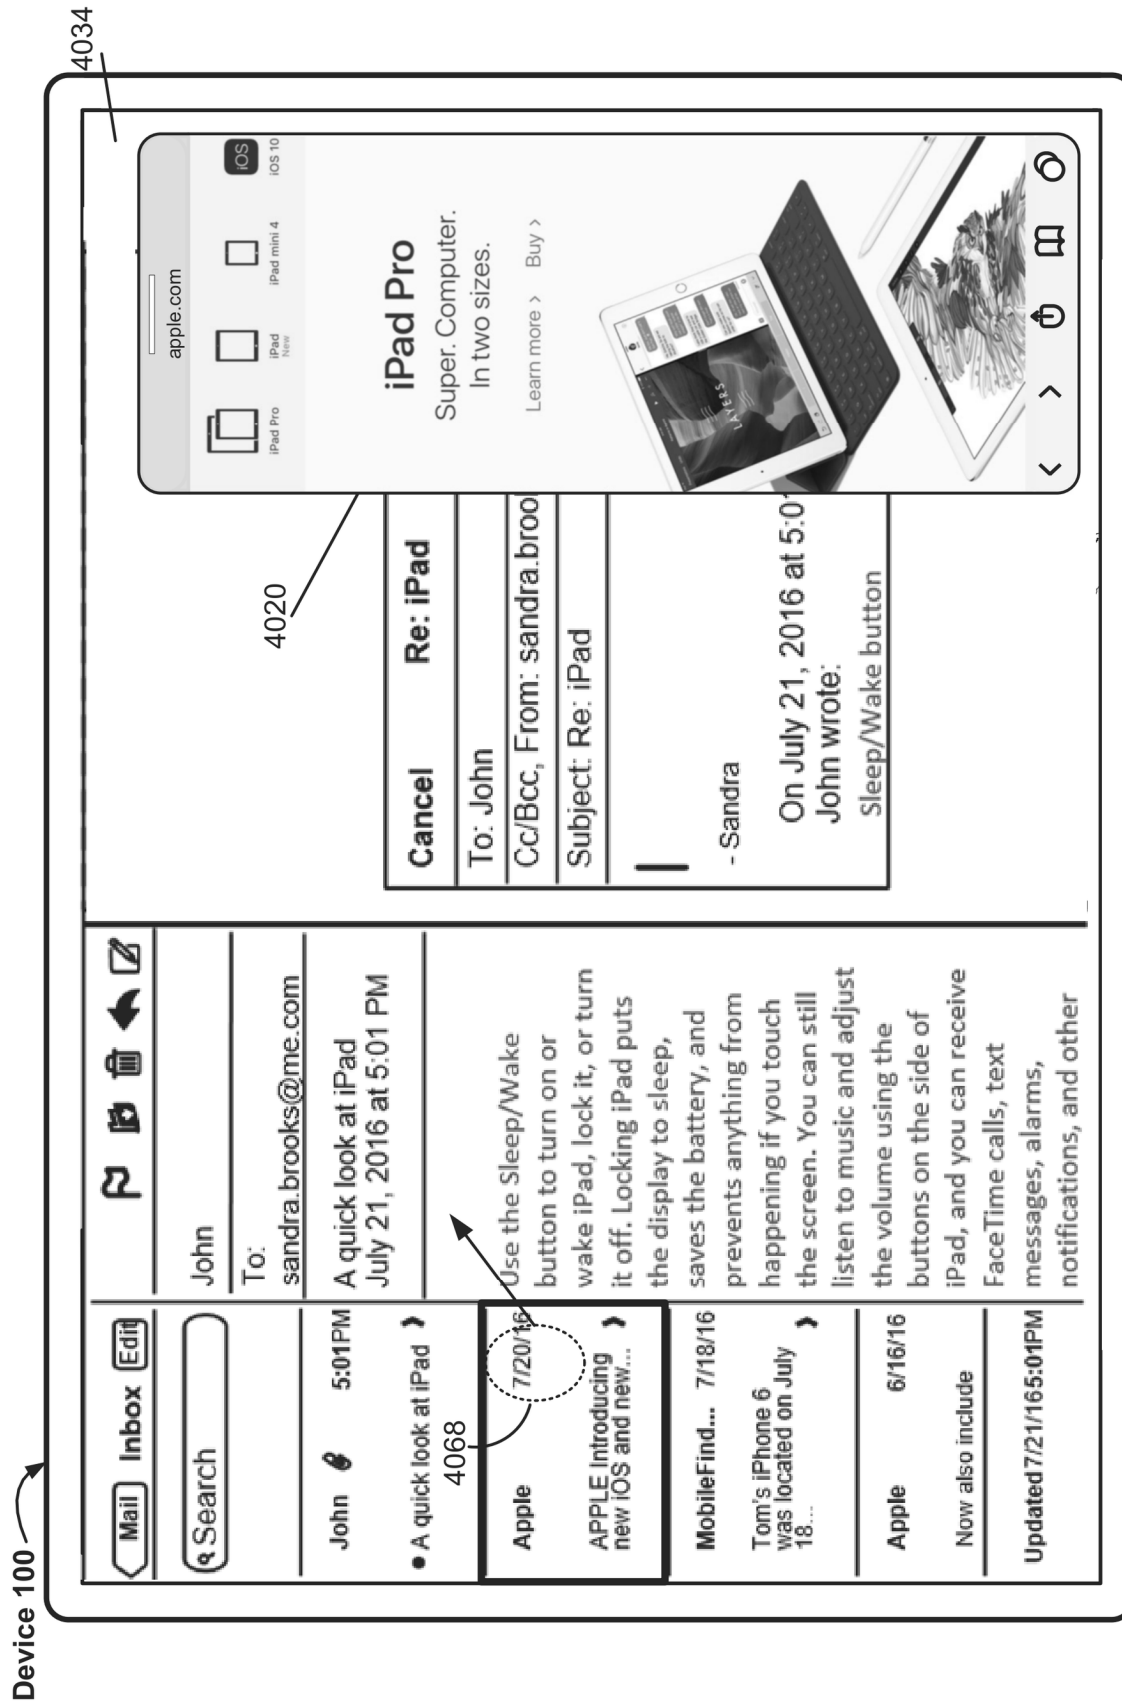 Device 100
Mail Inbox Edit
Search
John 5:01PM
A quick look at iPad
Apple 7/20/16
APPLE Introducing
new iOS and new...
4068
MobileFind... 7/18/16
Tom's iPhone 6
was located on July
18...
Apple 6/16/16
Now also include
Updated7/21/165:01PM
John
To:
sandra.brooks@me.com
A quick look at iPad
July 21, 2016 at 5:01 PM
Use the Sleep/Wake
button to turn on or
wake iPad, lock it, or turn
it off. Locking iPad puts
the display to sleep,
saves the battery, and
prevents anything from
happening if you touch
the screen. You can still
listen to music and adjust
the volume using the
buttons on the side of
iPad, and you can receive
FaceTime calls, text
messages, alarms,
notifications, and other
4020
Cancel Re: iPad
To: John
Cc/Bcc, From: sandra.broo
Subject: Re: iPad
- Sandra
On July 21, 2016 at 5:0
John wrote:
Sleep/Wake button
4034
apple.com
iPad Pro
iPad
New
iPad mini 4
iOS
iOS 10
iPad Pro
Super. Computer.
In two sizes.
Learn more > Buy >
LAYERS